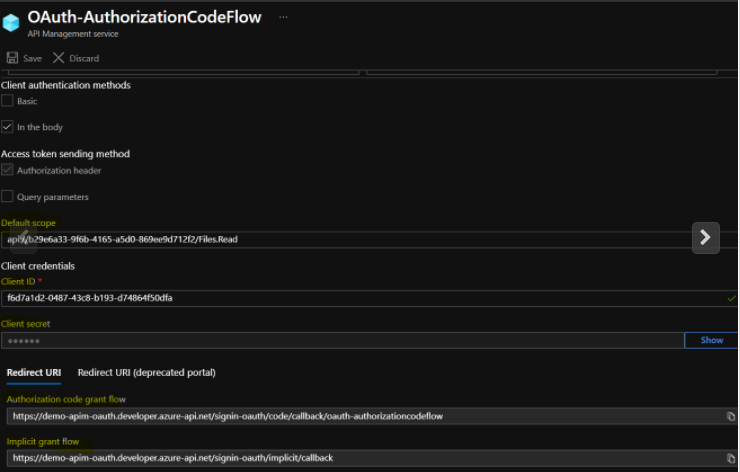 OAuth-AuthorizationCodeFlow ...
API Management service
Save Discard
Client authentication methods
Basic
In the body
Access token sending method
Authorization header
Query parameters
Default scope
api://b29e6a33-9f6b-4165-a5d0-869ee9d712f2/Files.Read
Client credentials
Client ID *
f6d7a1d2-0487-43c8-b193-d74864f50dfa
Client secret
•••••• Show
Redirect URI Redirect URI (deprecated portal)
Authorization code grant flow
https://demo-apim-oauth.developer.azure-api.net/signin-oauth/code/callback/oauth-authorizationcodeflow
Implicit grant flow
https://demo-apim-oauth.developer.azure-api.net/signin-oauth/implicit/callback